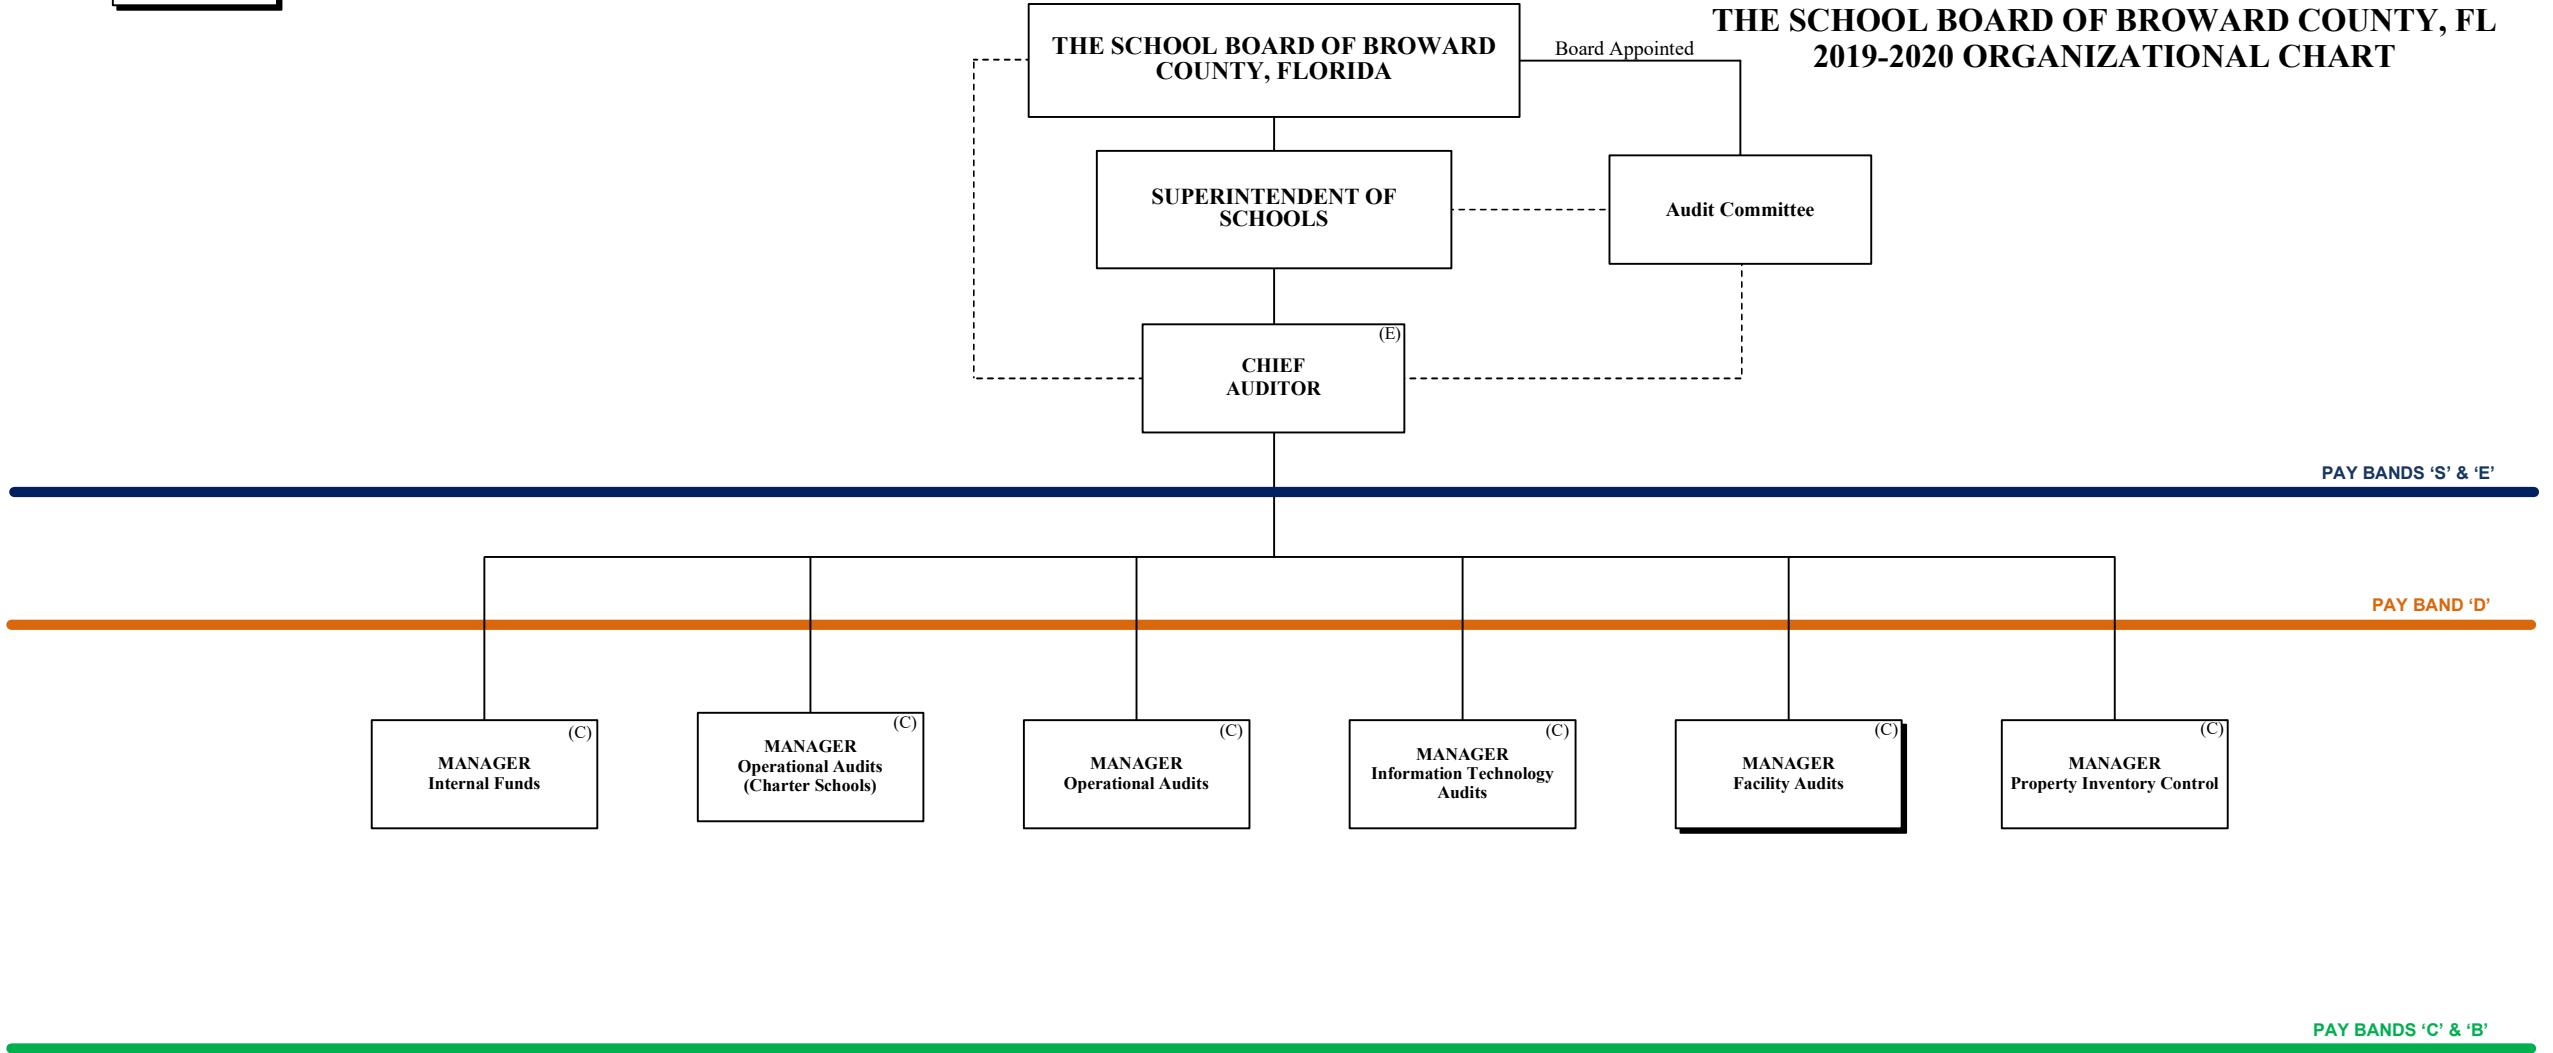 THE SCHOOL BOARD OF BROWARD COUNTY, FL
2019-2020 ORGANIZATIONAL CHART
THE SCHOOL BOARD OF BROWARD
COUNTY, FLORIDA
Board Appointed
SUPERINTENDENT OF
SCHOOLS
Audit Committee
(E)
CHIEF
AUDITOR
PAY BANDS ‘S’ & ‘E’
PAY BAND ‘D’
(C)
MANAGER
Internal Funds
(C)
MANAGER
Operational Audits
(Charter Schools)
(C)
MANAGER
Operational Audits
(C)
MANAGER
Information Technology
Audits
(C)
MANAGER
Facility Audits
(C)
MANAGER
Property Inventory Control
PAY BANDS ‘C’ & ‘B’